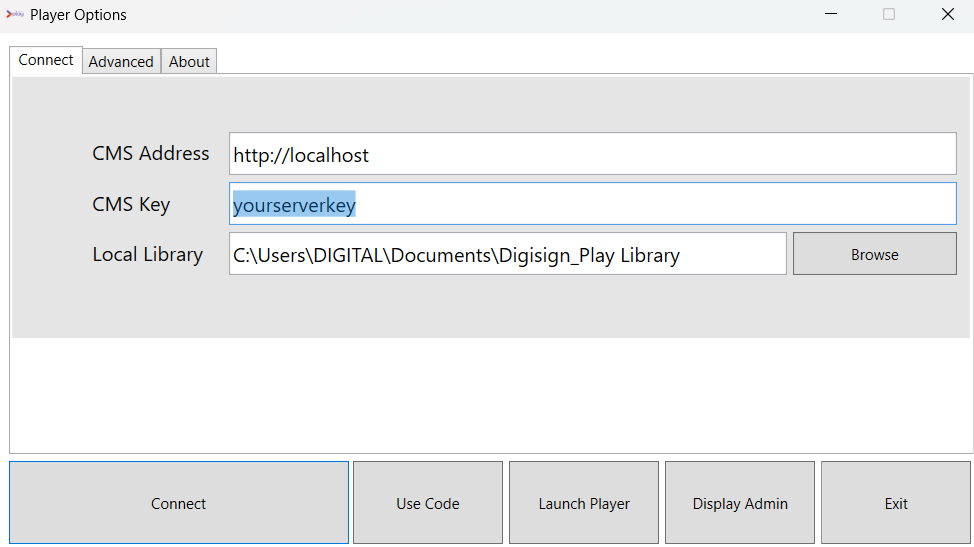 Player Options
Connect Advanced About
CMS Address http://localhost
CMS Key yourserverkey
Local Library C:\Users\DIGITAL\Documents\Digisign_Play Library Browse
Connect Use Code Launch Player Display Admin Exit